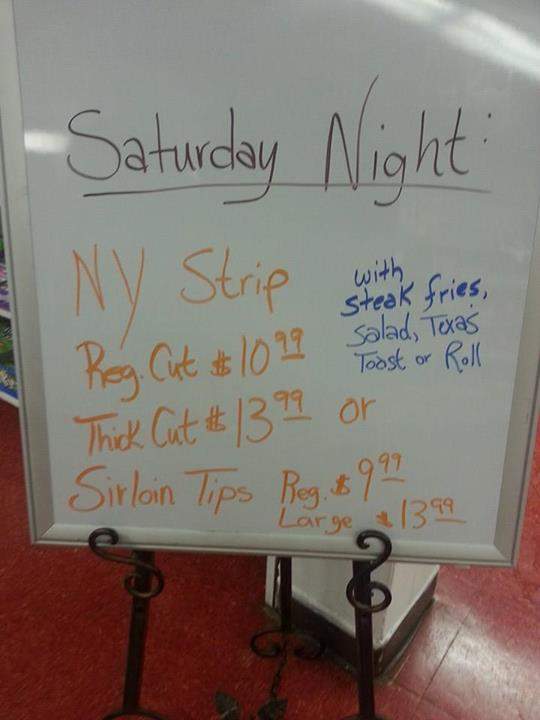 Saturday Night:
NY Strip
with
steak fries,
salad, Texas
Toast or Roll
Reg. Cut $10.99
Thick Cut $13.99 or
Sirloin Tips Reg. $9.99
Large $13.99